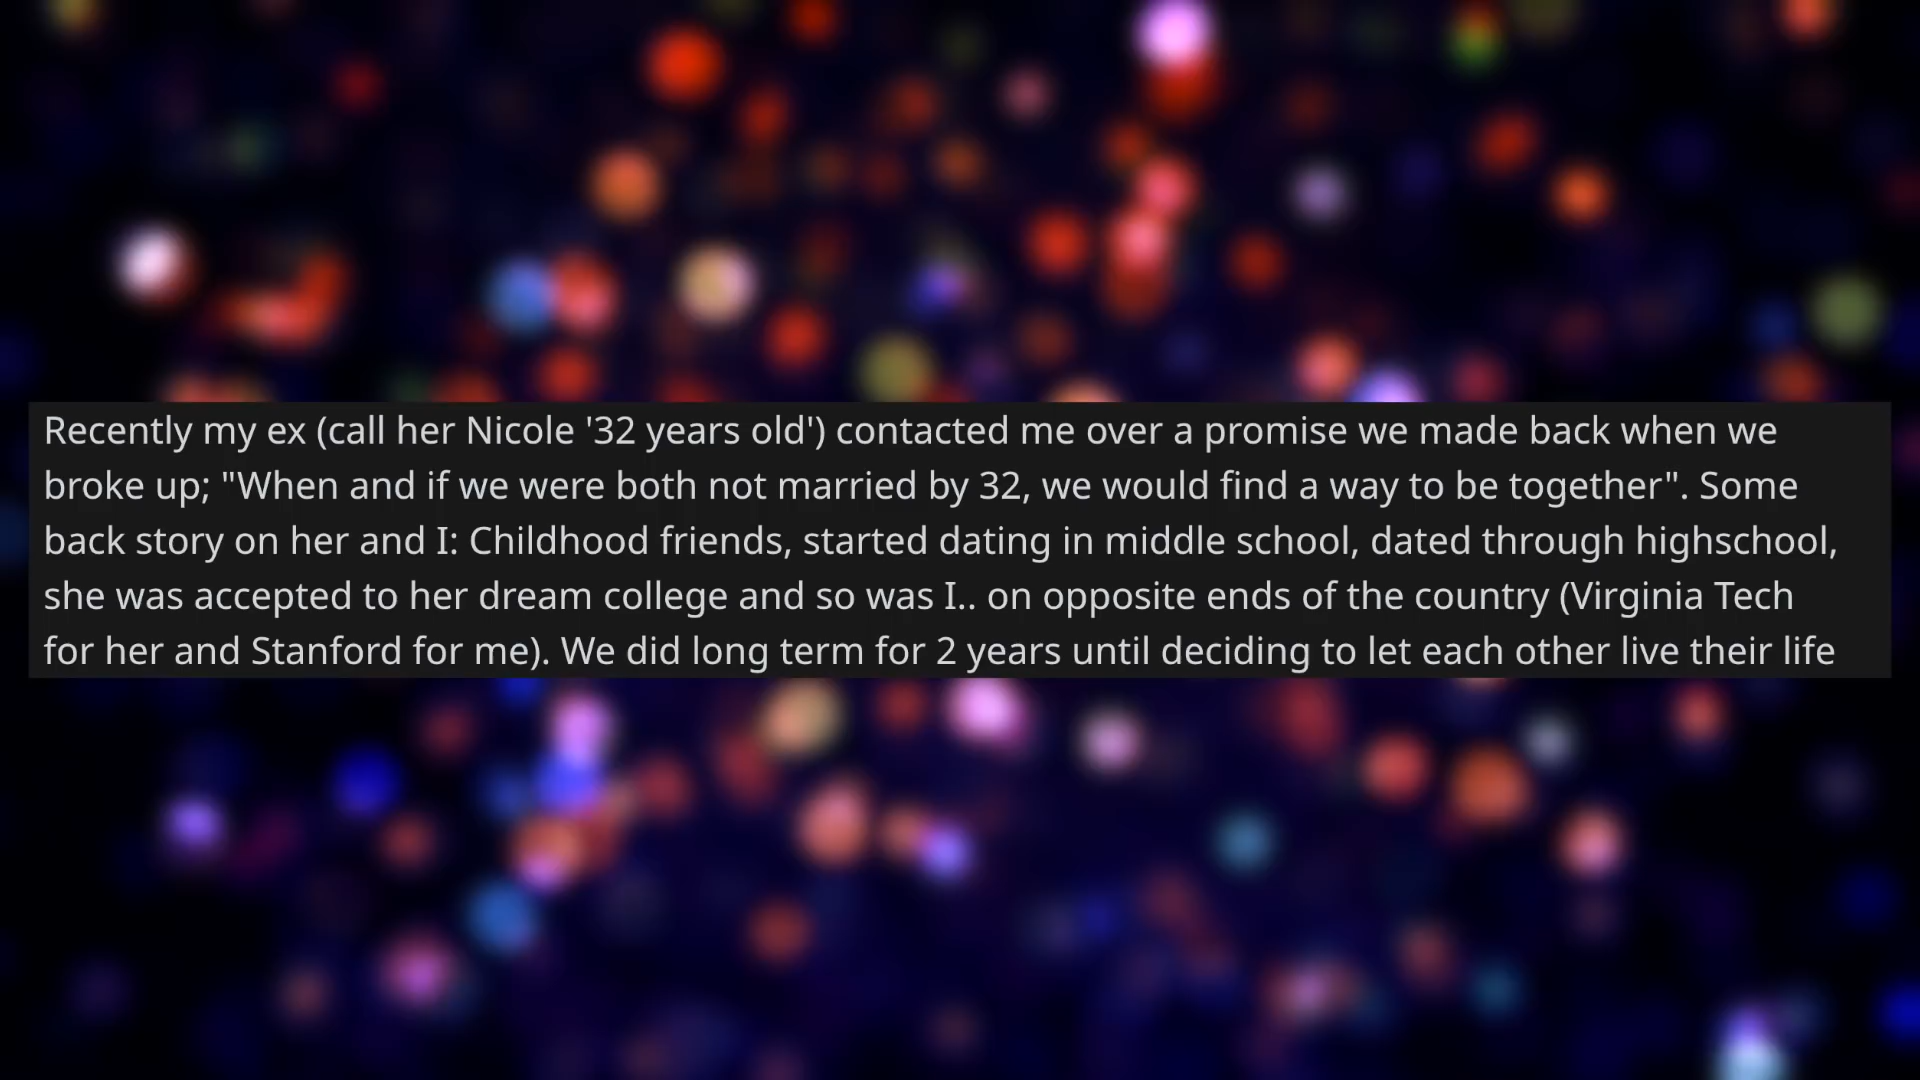 Recently my ex (call her Nicole '32 years old') contacted me over a promise we made back when we
broke up; "When and if we were both not married by 32, we would find a way to be together". Some
back story on her and I: Childhood friends, started dating in middle school, dated through highschool,
she was accepted to her dream college and so was I.. on opposite ends of the country (Virginia Tech
for her and Stanford for me). We did long term for 2 years until deciding to let each other live their life